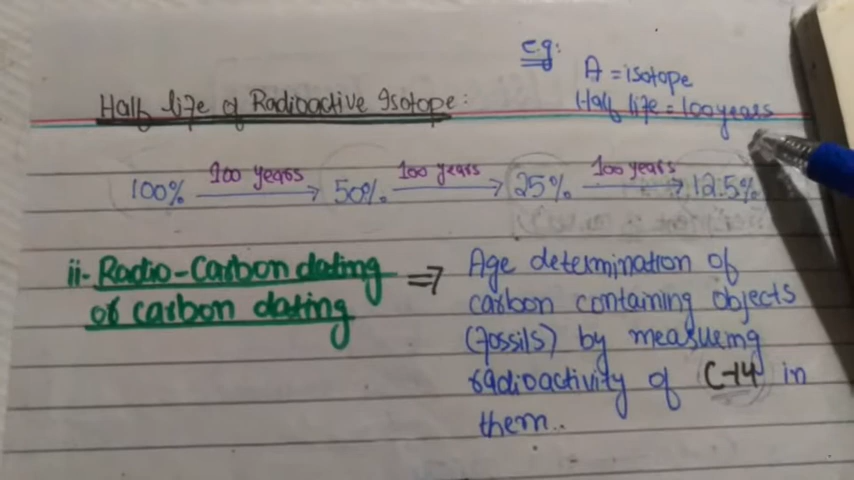 e.g:
A = isotope
Half life = 100 years
Half life of Radioactive Isotope:
100% 100 years → 50% 100 years → 25% 100 years → 12.5%
ii- Radio-Carbon dating
or carbon dating
⇒ Age determination of
carbon containing objects
(fossils) by measuring
radioactivity of C-14 in
them..